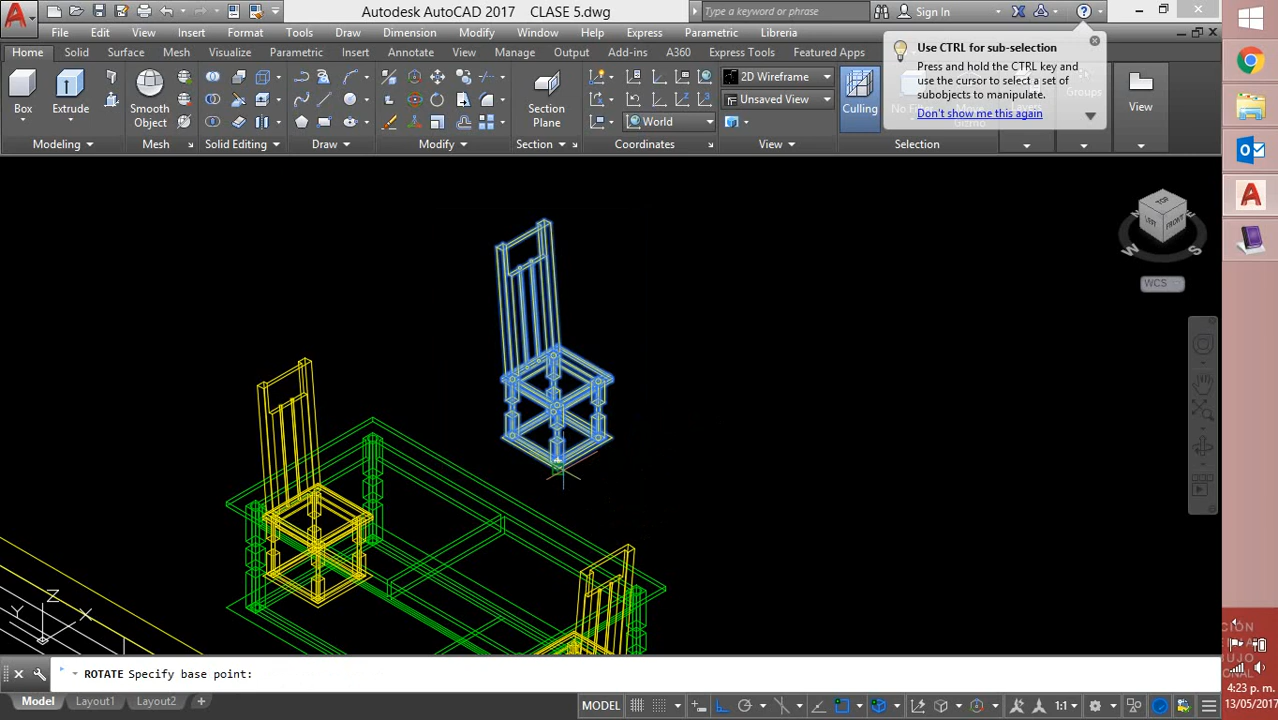 Autodesk AutoCAD 2017 CLASE 5.dwg
Type a keyword or phrase
Sign In
File Edit View Insert Format Tools Draw Dimension Modify Window Help Express Parametric Libreria
Home Solid Surface Mesh Visualize Parametric Insert Annotate View Manage Output A360 Express Tools Featured Apps
Use CTRL for sub-selection
Press and hold the CTRL key and
use the cursor to select a set of
subobjects to manipulate.
Don't show me this again
Box
Extrude
Smooth
Object
Section
Plane
2D Wireframe
Unsaved View
World
Culling
View
Modeling
Mesh
Solid Editing
Draw
Modify
Section
Coordinates
View
Selection
TOP
LEFT
FRONT
W
S
WCS
Z
Y
X
ROTATE Specify base point:
Model
Layout1
Layout2
+
MODEL
1:1
4:23 p. m.
13/05/2017